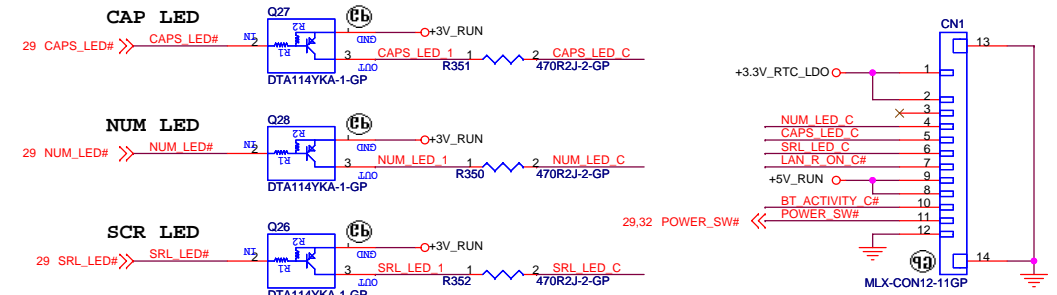 CAP LED
29 CAPS_LED#
CAPS_LED#
Q27
IN
2
R1
R2
GND
OUT
3
1
+3V_RUN
CAPS_LED_1
1
R351
2
CAPS_LED_C
470R2J-2-GP
DTA114YKA-1-GP
NUM LED
29 NUM_LED#
NUM_LED#
Q28
IN
2
R1
R2
GND
OUT
3
1
+3V_RUN
NUM_LED_1
1
R350
2
NUM_LED_C
470R2J-2-GP
DTA114YKA-1-GP
SCR LED
29 SRL_LED#
SRL_LED#
Q26
IN
2
R1
R2
GND
OUT
3
1
+3V_RUN
SRL_LED_1
1
R352
2
SRL_LED_C
470R2J-2-GP
DTA114YKA-1-GP
CN1
13
+3.3V_RTC_LDO
1
2
3
NUM_LED_C
4
CAPS_LED_C
5
SRL_LED_C
6
LAN_R_ON_C#
7
+5V_RUN
9
8
BT_ACTIVITY_C#
10
29,32 POWER_SW#
POWER_SW#
11
12
14
MLX-CON12-11GP